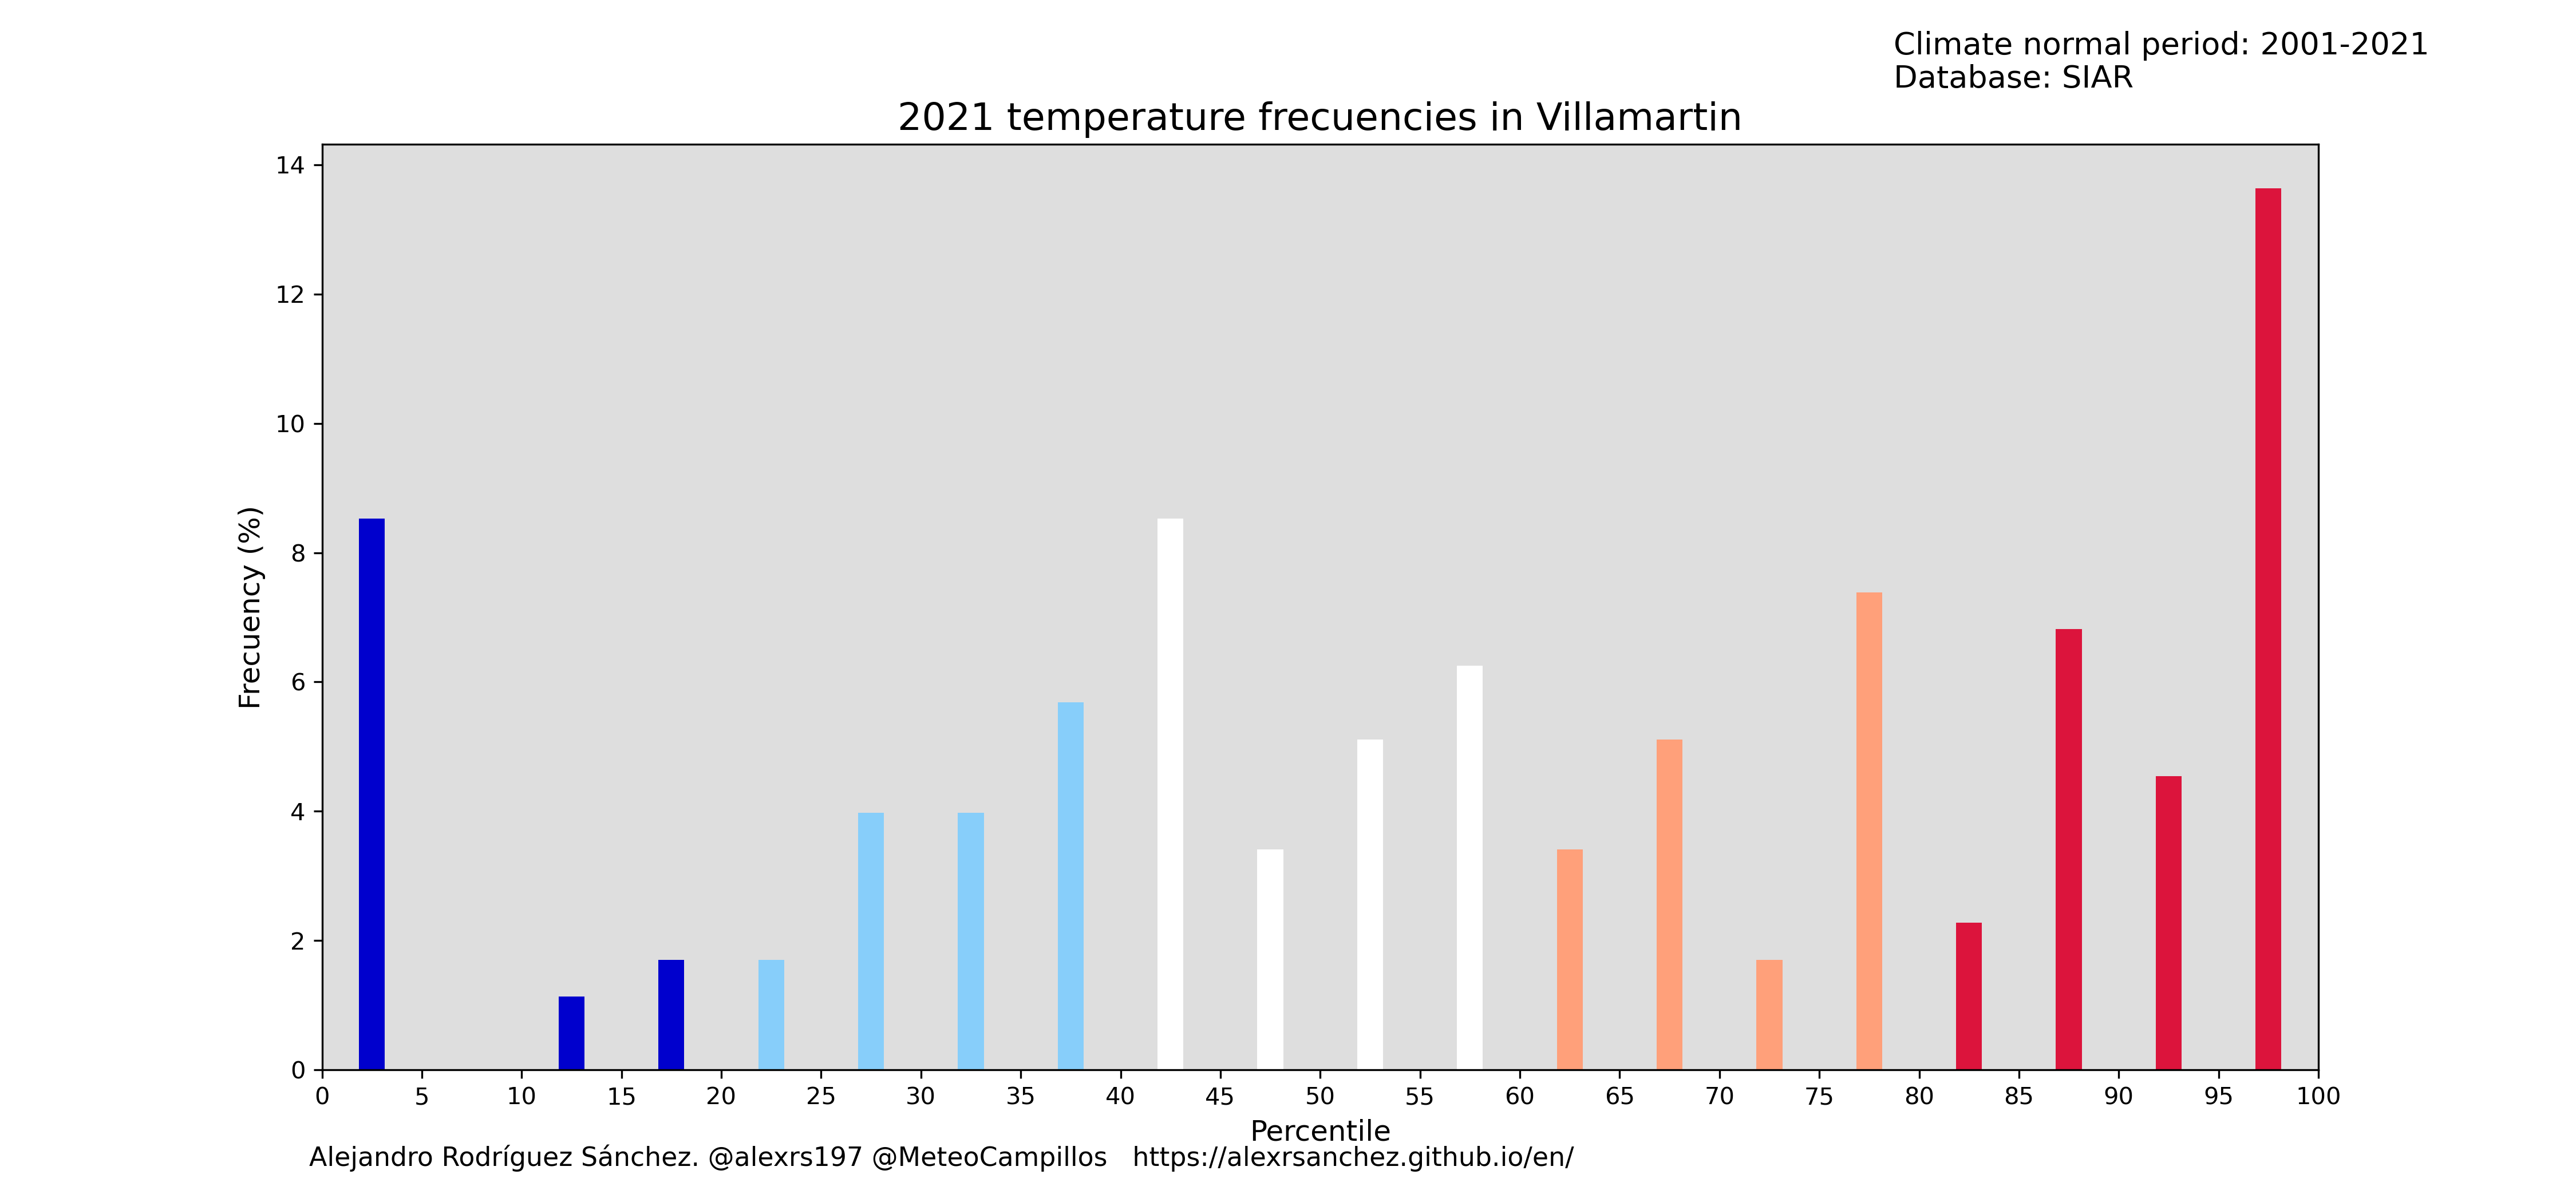 Climate normal period: 2001-2021
Database: SIAR
2021 temperature frecuencies in Villamartin
Frecuency (%)
14
12
10
8
6
4
2
0
0 5 10 15 20 25 30 35 40 45 50 55 60 65 70 75 80 85 90 95 100
Percentile
Alejandro Rodríguez Sánchez. @alexrs197 @MeteoCampillos https://alexrsanchez.github.io/en/